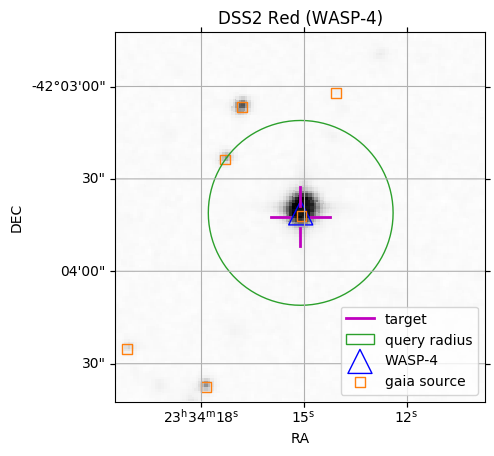 DSS2 Red (WASP-4)
-42°03'00"
30"
04'00"
30"
DEC
23ʰ34ᵐ18ˢ
15ˢ
12ˢ
RA
target
query radius
WASP-4
gaia source